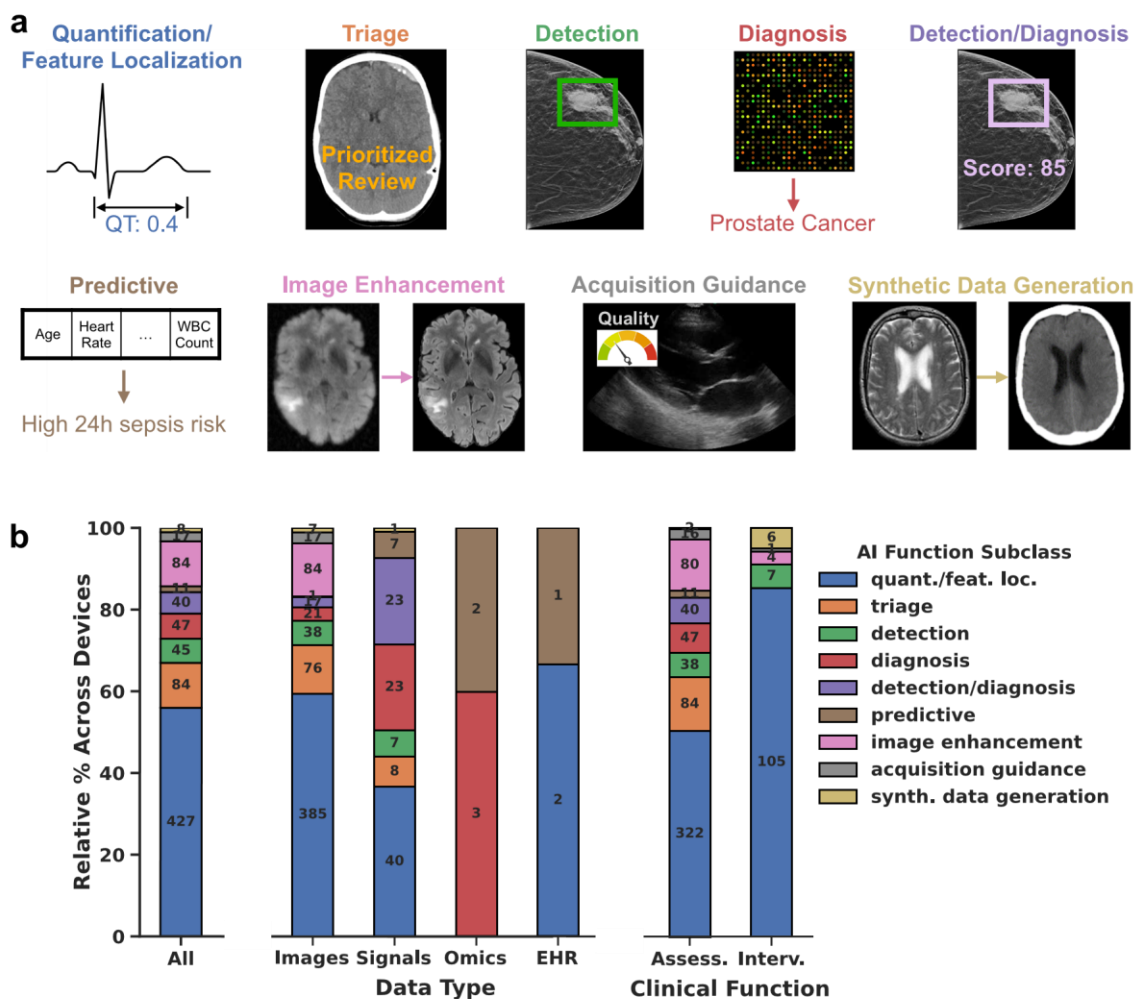 a
Quantification/
Feature Localization
QT: 0.4
Triage
Prioritized
Review
Detection
Diagnosis
Prostate Cancer
Detection/Diagnosis
Score: 85
Predictive
Age
Heart
Rate
...
WBC
Count
High 24h sepsis risk
Image Enhancement
Acquisition Guidance
Quality
Synthetic Data Generation
b
Relative % Across Devices
100
80
60
40
20
0
8
17
84
11
40
47
45
84
427
All
7
17
84
1
17
21
38
76
385
Images
1
7
23
23
7
8
40
Signals
2
3
Omics
1
2
EHR
Data Type
2
16
80
11
40
47
38
84
322
Assess.
6
1
4
7
105
Interv.
Clinical Function
AI Function Subclass
quant./feat. loc.
triage
detection
diagnosis
detection/diagnosis
predictive
image enhancement
acquisition guidance
synth. data generation